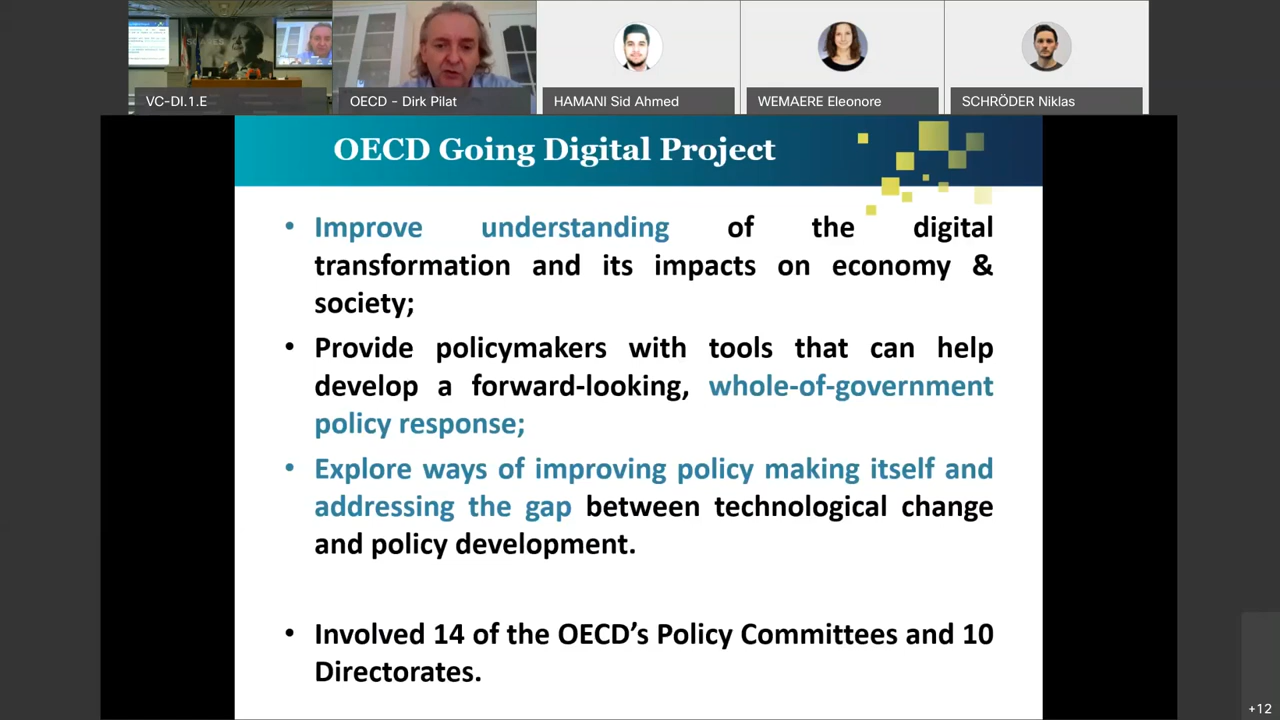 SOARES
VC-DI.1.E
OECD - Dirk Pilat
HAMANI Sid Ahmed
WEMAERE Eleonore
SCHRÖDER Niklas
OECD Going Digital Project
• Improve understanding of the digital
transformation and its impacts on economy &
society;
• Provide policymakers with tools that can help
develop a forward-looking, whole-of-government
policy response;
• Explore ways of improving policy making itself and
addressing the gap between technological change
and policy development.
• Involved 14 of the OECD’s Policy Committees and 10
Directorates.
+12